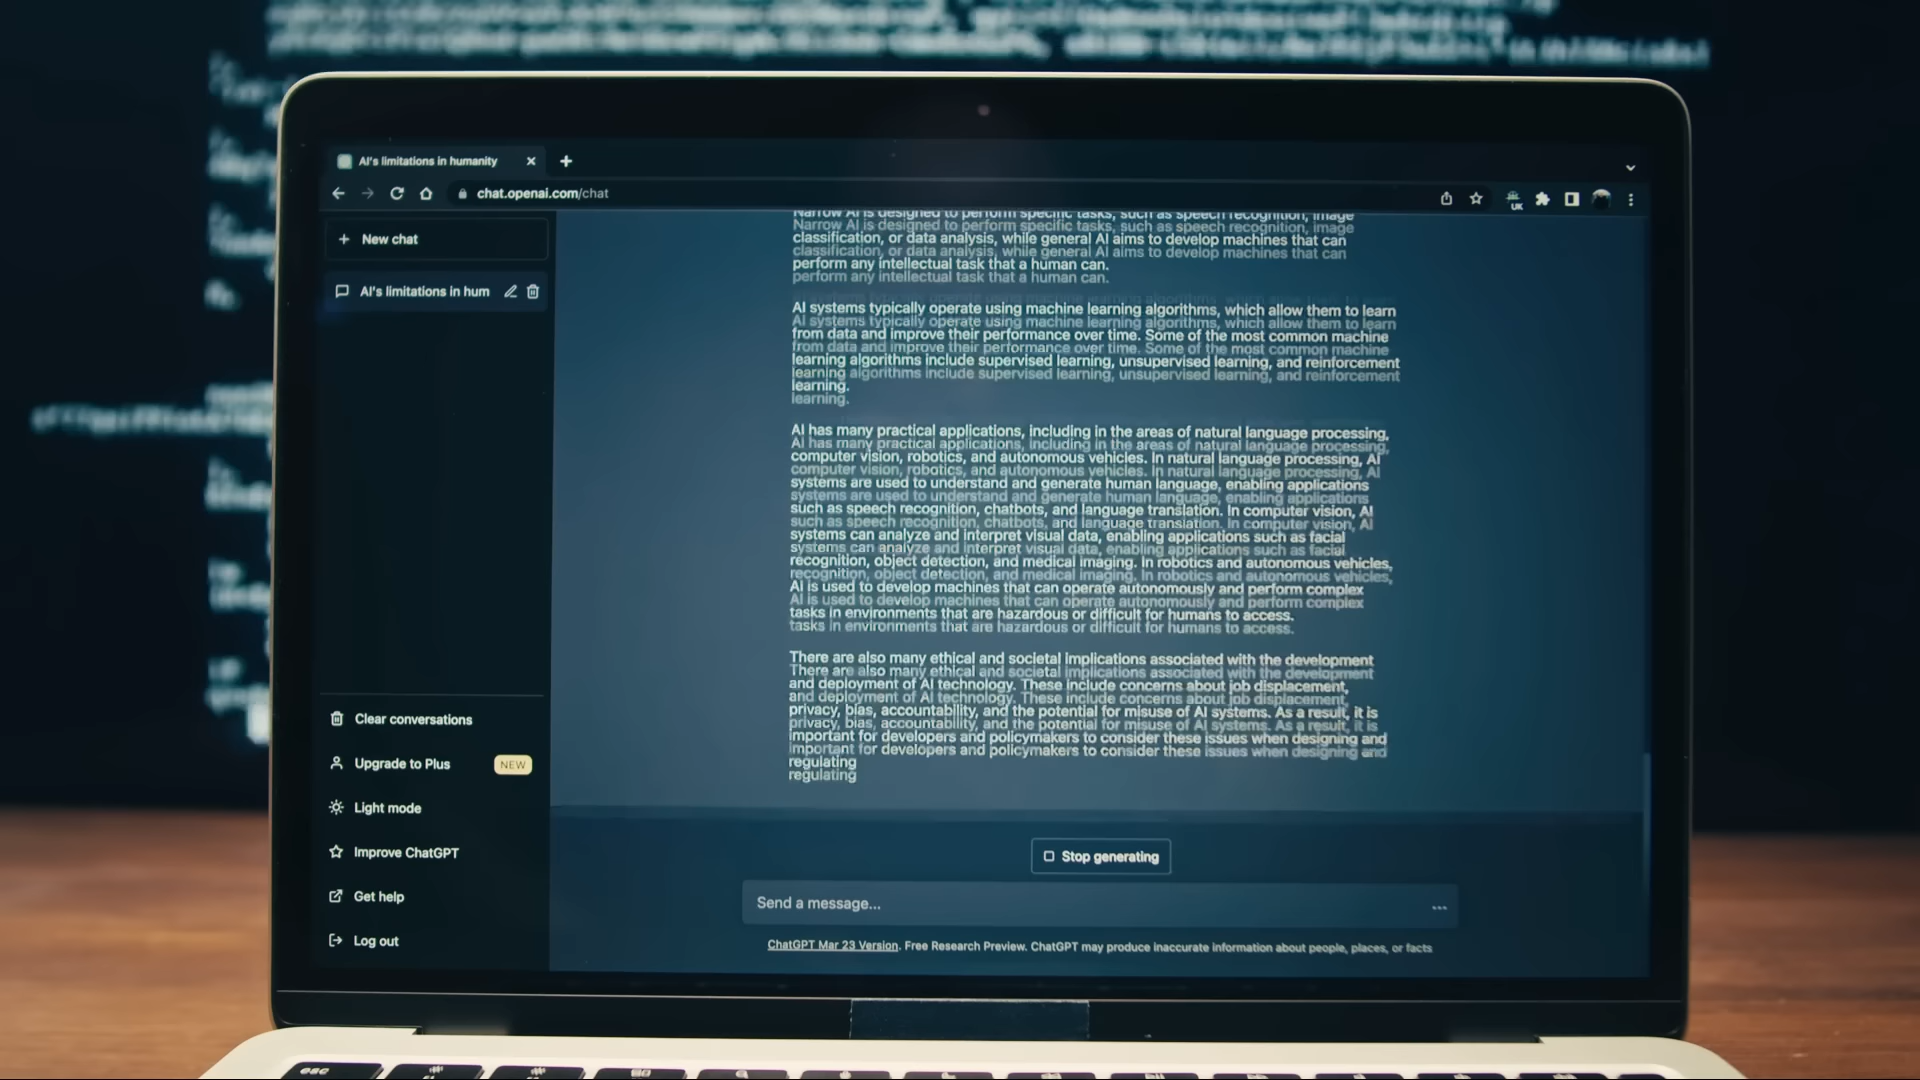 AI's limitations in humanity
chat.openai.com/chat
UK
New chat
AI's limitations in hum
Narrow AI is designed to perform specific tasks, such as speech recognition, image
classification, or data analysis, while general AI aims to develop machines that can
perform any intellectual task that a human can.
AI systems typically operate using machine learning algorithms, which allow them to learn
from data and improve their performance over time. Some of the most common machine
learning algorithms include supervised learning, unsupervised learning, and reinforcement
learning.
AI has many practical applications, including in the areas of natural language processing,
computer vision, robotics, and autonomous vehicles. In natural language processing, AI
systems are used to understand and generate human language, enabling applications
such as speech recognition, chatbots, and language translation. In computer vision, AI
systems can analyze and interpret visual data, enabling applications such as facial
recognition, object detection, and medical imaging. In robotics and autonomous vehicles,
AI is used to develop machines that can operate autonomously and perform complex
tasks in environments that are hazardous or difficult for humans to access.
There are also many ethical and societal implications associated with the development
and deployment of AI technology. These include concerns about job displacement,
privacy, bias, accountability, and the potential for misuse of AI systems. As a result, it is
important for developers and policymakers to consider these issues when designing and
regulating
Clear conversations
Upgrade to Plus NEW
Light mode
Improve ChatGPT
Get help
Log out
Stop generating
Send a message...
ChatGPT Mar 23 Version. Free Research Preview. ChatGPT may produce inaccurate information about people, places, or facts
esc